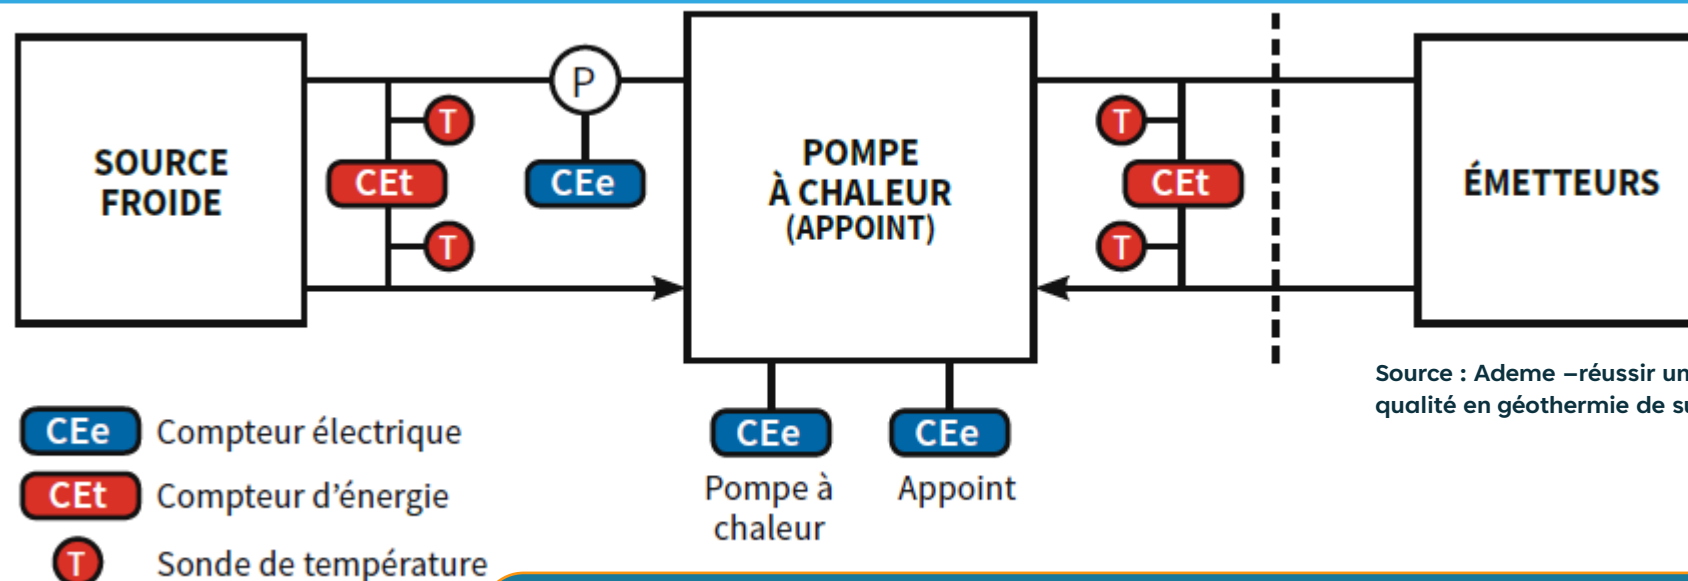 SOURCE
FROIDE
T
CEt
T
P
CEe
POMPE
À CHALEUR
(APPOINT)
T
CEt
T
ÉMETTEURS
Source : Ademe –réussir un
qualité en géothermie de su
CEe Compteur électrique
CEt Compteur d'énergie
T Sonde de température
CEe
Pompe à
chaleur
CEe
Appoint